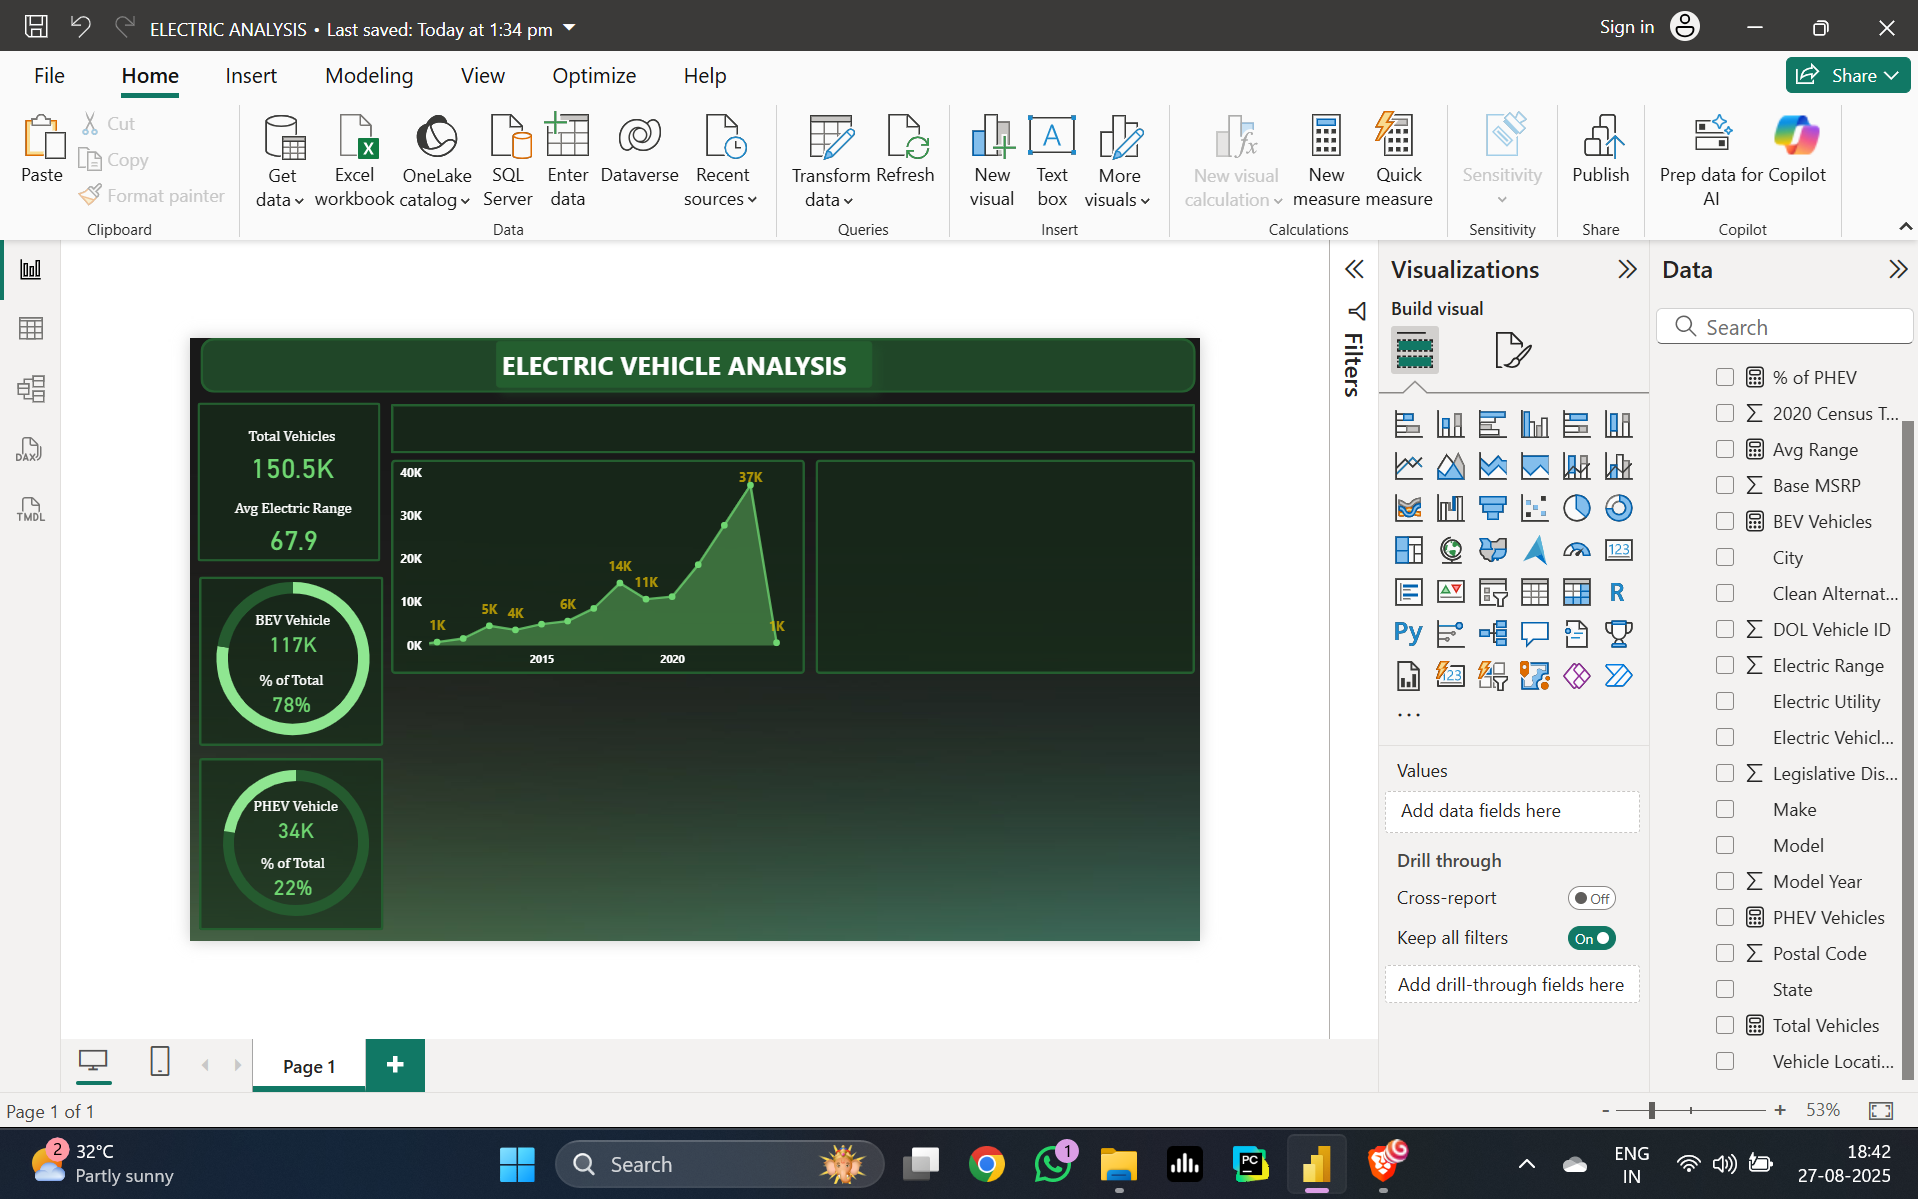 ELECTRIC ANALYSIS • Last saved: Today at 1:34 pm
Sign in
File
Home
Insert
Modeling
View
Optimize
Help
Share
Paste
Cut
Copy
Format painter
Clipboard
Get
data
Excel
workbook
OneLake
catalog
SQL
Server
Enter
data
Dataverse
Recent
sources
Data
Transform
data
Refresh
Queries
New
visual
Text
box
More
visuals
Insert
New visual
calculation
New
measure
Quick
measure
Calculations
Sensitivity
Sensitivity
Publish
Share
Prep data for
AI
Copilot
Copilot
DAX
TMDL
ELECTRIC VEHICLE ANALYSIS
Total Vehicles
150.5K
Avg Electric Range
67.9
BEV Vehicle
117K
% of Total
78%
PHEV Vehicle
34K
% of Total
22%
40K
30K
20K
10K
0K
1K
5K
4K
6K
14K
11K
37K
1K
2015
2020
Filters
Visualizations
Build visual
123
R
Py
123
...
Values
Add data fields here
Drill through
Cross-report
Off
Keep all filters
On
Add drill-through fields here
Data
Search
% of PHEV
2020 Census T...
Avg Range
Base MSRP
BEV Vehicles
City
Clean Alternat...
DOL Vehicle ID
Electric Range
Electric Utility
Electric Vehicl...
Legislative Dis...
Make
Model
Model Year
PHEV Vehicles
Postal Code
State
Total Vehicles
Vehicle Locati...
Page 1
+
Page 1 of 1
- + 53%
2
32°C
Partly sunny
Search
1
PC
ENG
IN
18:42
27-08-2025